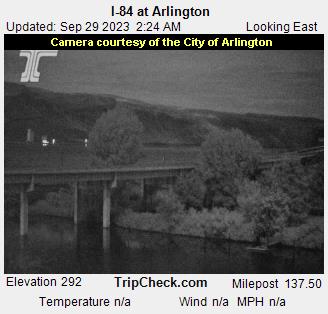 I-84 at Arlington
Updated: Sep 29 2023 2:24 AM Looking East
Camera courtesy of the City of Arlington
Elevation 292 TripCheck.com Milepost 137.50
Temperature n/a Wind n/a MPH n/a